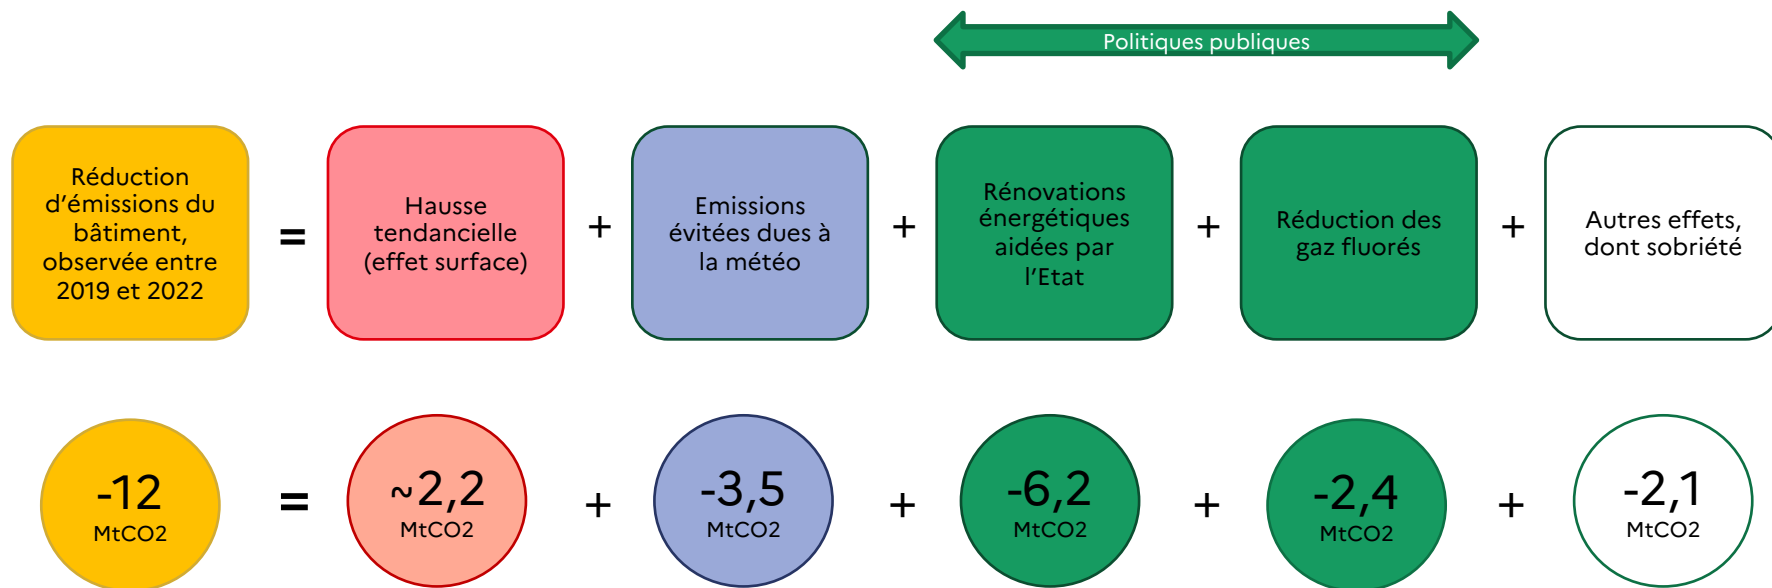 Politiques publiques
Réduction
d’émissions du
bâtiment,
observée entre
2019 et 2022
=
Hausse
tendancielle
(effet surface)
+
Emissions
évitées dues à
la météo
+
Rénovations
énergétiques
aidées par
l’Etat
+
Réduction des
gaz fluorés
+
Autres effets,
dont sobriété
-12
MtCO2
=
~2,2
MtCO2
+
-3,5
MtCO2
+
-6,2
MtCO2
+
-2,4
MtCO2
+
-2,1
MtCO2